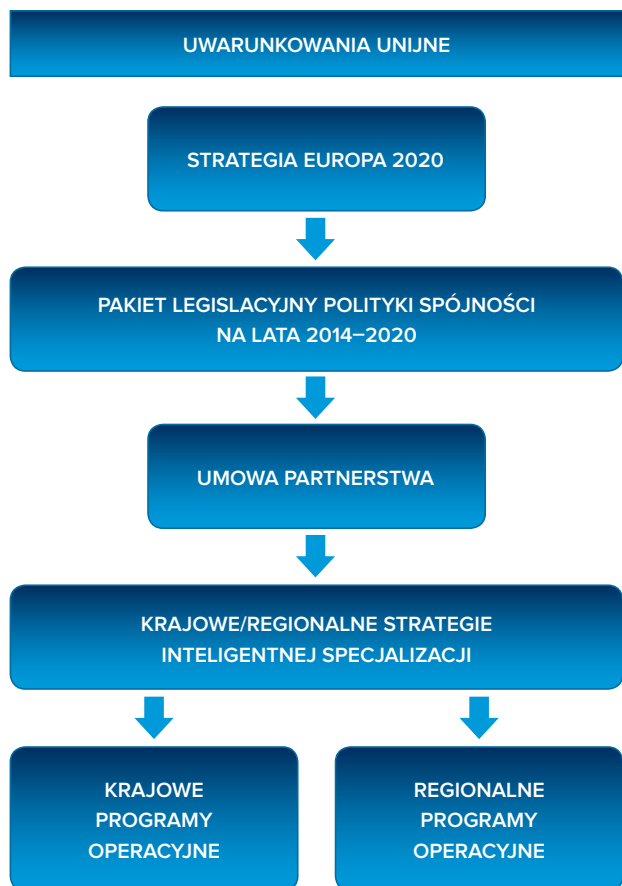 UWARUNKOWANIA UNIJNE
STRATEGIA EUROPA 2020
PAKIET LEGISLACYJNY POLITYKI SPÓJNOŚCI
NA LATA 2014–2020
UMOWA PARTNERSTWA
KRAJOWE/REGIONALNE STRATEGIE
INTELIGENTNEJ SPECJALIZACJI
KRAJOWE
PROGRAMY
OPERACYJNE
REGIONALNE
PROGRAMY
OPERACYJNE